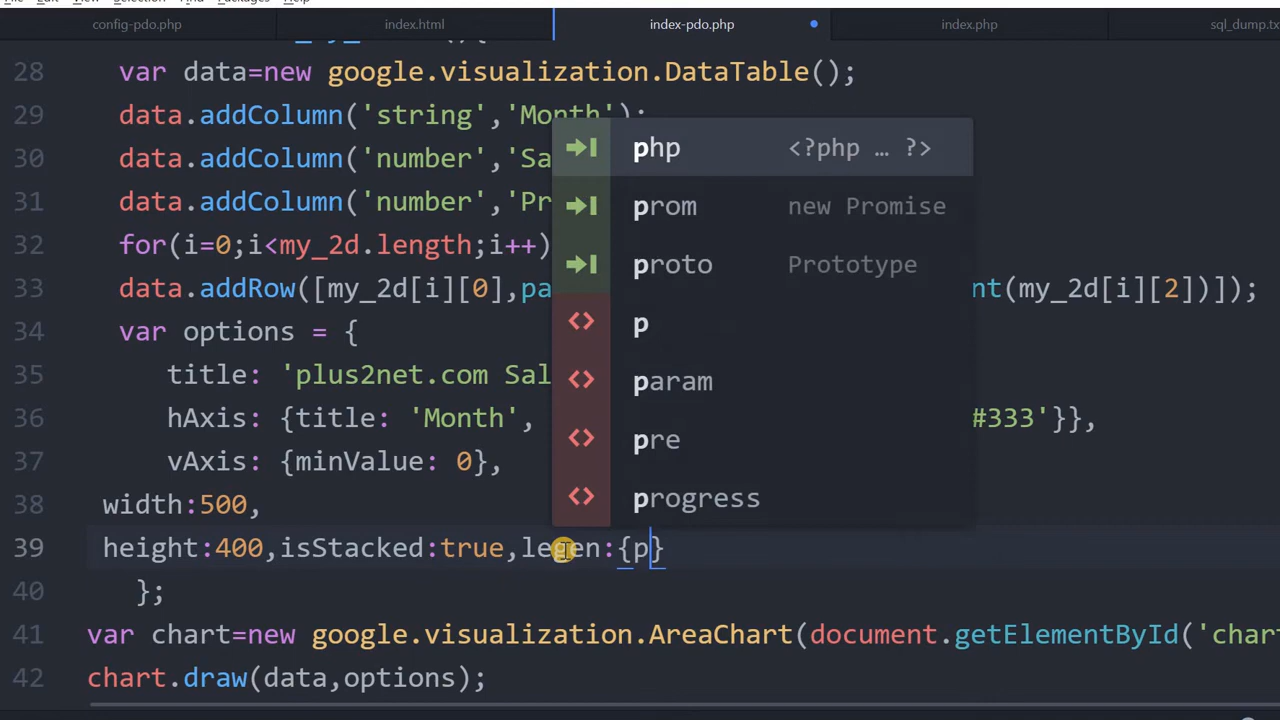 config-pdo.php index.html index-pdo.php index.php sql_dump.tx
28 var data=new google.visualization.DataTable();
29 data.addColumn('string','Month');
30 data.addColumn('number','Sa
31 data.addColumn('number','Pr
32 for(i=0;i<my_2d.length;i++)
33 data.addRow([my_2d[i][0],pa nt(my_2d[i][2])]);
34 var options = {
35 title: 'plus2net.com Sal
36 hAxis: {title: 'Month', #333'}},
37 vAxis: {minValue: 0},
38 width:500,
39 height:400,isStacked:true,legen:{p}
40 };
41 var chart=new google.visualization.AreaChart(document.getElementById('chart
42 chart.draw(data,options);
php <?php … ?>
prom new Promise
proto Prototype
p
param
pre
progress